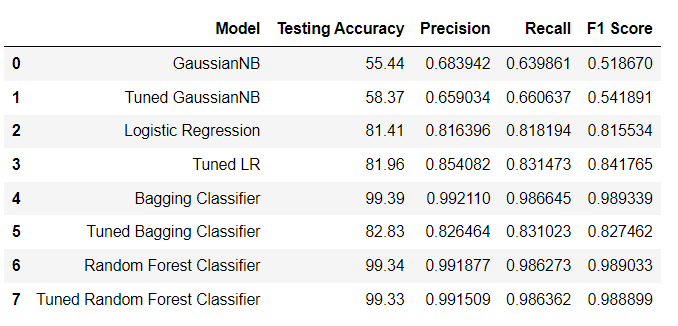 Model Testing Accuracy Precision Recall F1 Score
0 GaussianNB 55.44 0.683942 0.639861 0.518670
1 Tuned GaussianNB 58.37 0.659034 0.660637 0.541891
2 Logistic Regression 81.41 0.816396 0.818194 0.815534
3 Tuned LR 81.96 0.854082 0.831473 0.841765
4 Bagging Classifier 99.39 0.992110 0.986645 0.989339
5 Tuned Bagging Classifier 82.83 0.826464 0.831023 0.827462
6 Random Forest Classifier 99.34 0.991877 0.986273 0.989033
7 Tuned Random Forest Classifier 99.33 0.991509 0.986362 0.988899